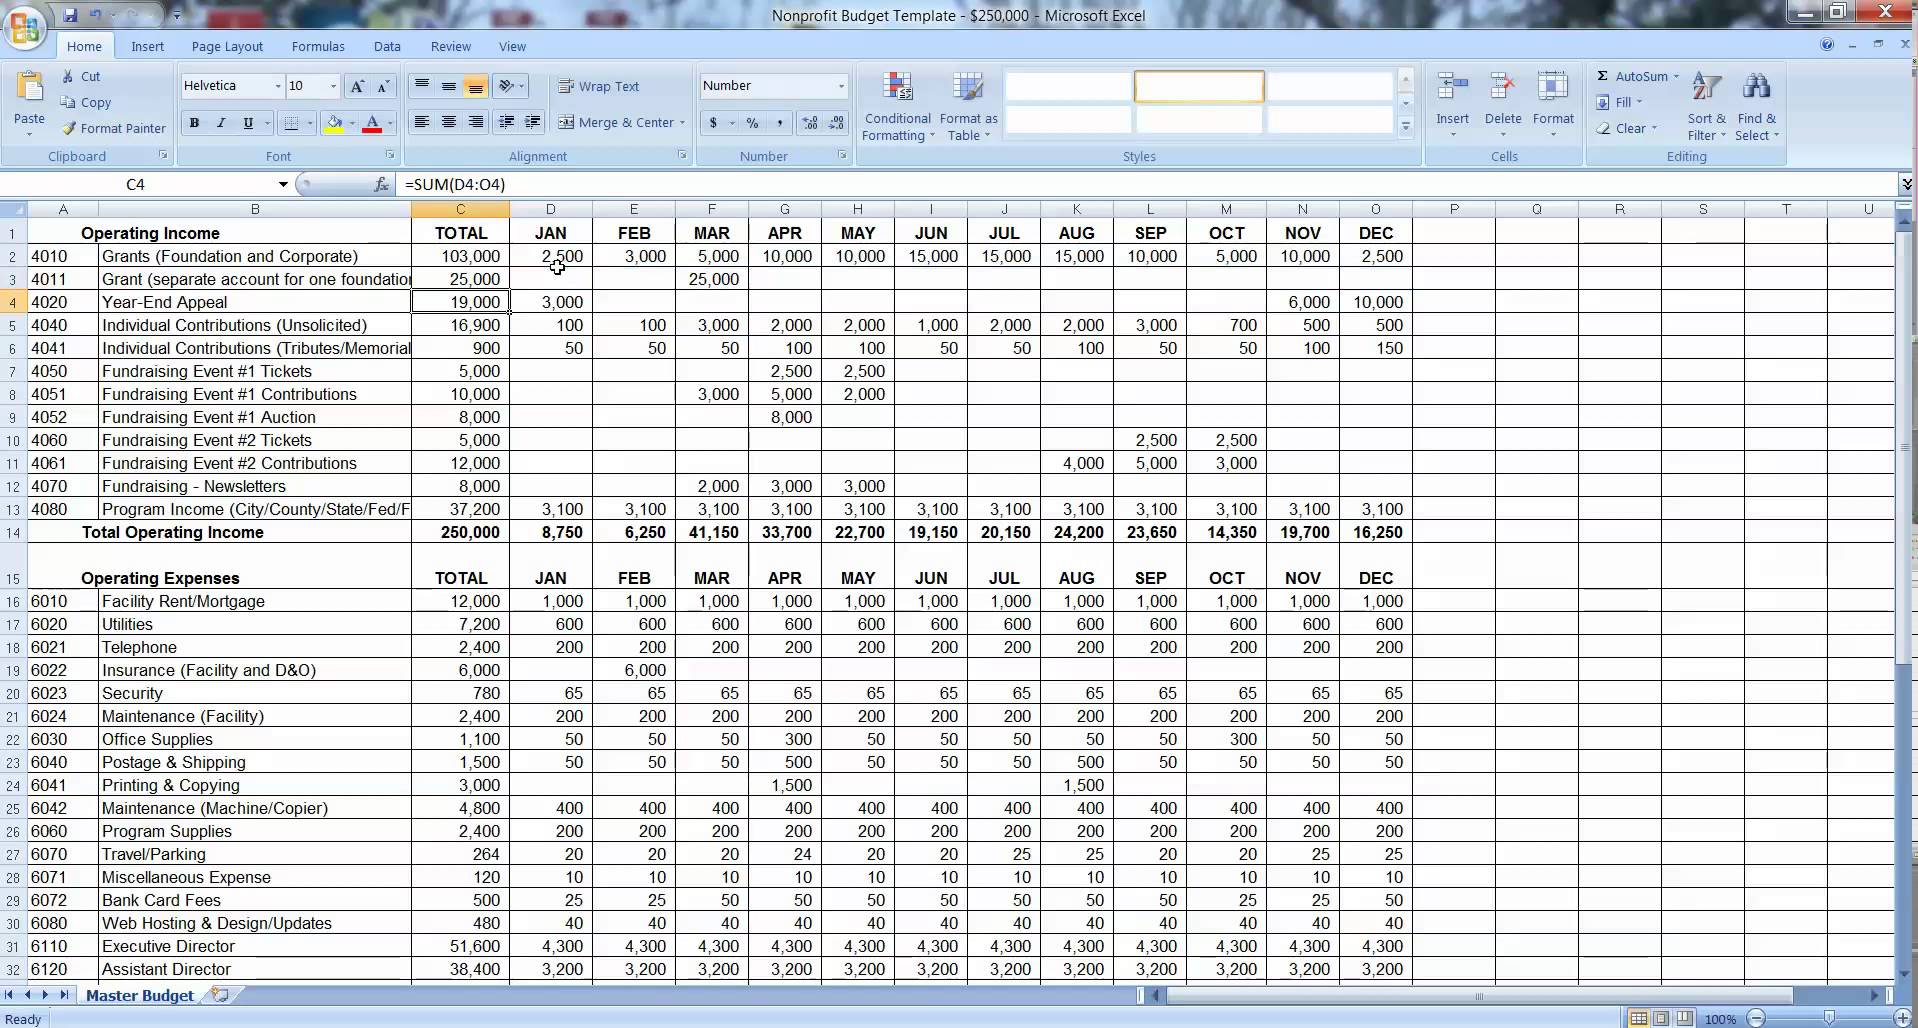 Nonprofit Budget Template - $250,000 - Microsoft Excel
Home Insert Page Layout Formulas Data Review View
Cut Helvetica 10 Wrap Text Number AutoSum
Copy Fill
Paste Format Painter B I U Merge & Center $ % , Conditional Formatting Format as Table Insert Delete Format Clear Sort & Filter Find & Select
Clipboard Font Alignment Number Styles Cells Editing
C4 fx =SUM(D4:O4)
A B C D E F G H I J K L M N O P Q R S T U
1 Operating Income TOTAL JAN FEB MAR APR MAY JUN JUL AUG SEP OCT NOV DEC
2 4010 Grants (Foundation and Corporate) 103,000 2,500 3,000 5,000 10,000 10,000 15,000 15,000 15,000 10,000 5,000 10,000 2,500
3 4011 Grant (separate account for one foundation 25,000 25,000
4 4020 Year-End Appeal 19,000 3,000 6,000 10,000
5 4040 Individual Contributions (Unsolicited) 16,900 100 100 3,000 2,000 2,000 1,000 2,000 2,000 3,000 700 500 500
6 4041 Individual Contributions (Tributes/Memorial 900 50 50 50 100 100 50 50 100 50 50 100 150
7 4050 Fundraising Event #1 Tickets 5,000 2,500 2,500
8 4051 Fundraising Event #1 Contributions 10,000 3,000 5,000 2,000
9 4052 Fundraising Event #1 Auction 8,000 8,000
10 4060 Fundraising Event #2 Tickets 5,000 2,500 2,500
11 4061 Fundraising Event #2 Contributions 12,000 4,000 5,000 3,000
12 4070 Fundraising - Newsletters 8,000 2,000 3,000 3,000
13 4080 Program Income (City/County/State/Fed/F 37,200 3,100 3,100 3,100 3,100 3,100 3,100 3,100 3,100 3,100 3,100 3,100 3,100
14 Total Operating Income 250,000 8,750 6,250 41,150 33,700 22,700 19,150 20,150 24,200 23,650 14,350 19,700 16,250
15 Operating Expenses TOTAL JAN FEB MAR APR MAY JUN JUL AUG SEP OCT NOV DEC
16 6010 Facility Rent/Mortgage 12,000 1,000 1,000 1,000 1,000 1,000 1,000 1,000 1,000 1,000 1,000 1,000 1,000
17 6020 Utilities 7,200 600 600 600 600 600 600 600 600 600 600 600 600
18 6021 Telephone 2,400 200 200 200 200 200 200 200 200 200 200 200 200
19 6022 Insurance (Facility and D&O) 6,000 6,000
20 6023 Security 780 65 65 65 65 65 65 65 65 65 65 65 65
21 6024 Maintenance (Facility) 2,400 200 200 200 200 200 200 200 200 200 200 200 200
22 6030 Office Supplies 1,100 50 50 50 300 50 50 50 50 50 300 50 50
23 6040 Postage & Shipping 1,500 50 50 50 500 50 50 50 500 50 50 50 50
24 6041 Printing & Copying 3,000 1,500 1,500
25 6042 Maintenance (Machine/Copier) 4,800 400 400 400 400 400 400 400 400 400 400 400 400
26 6060 Program Supplies 2,400 200 200 200 200 200 200 200 200 200 200 200 200
27 6070 Travel/Parking 264 20 20 20 24 20 20 25 25 20 20 25 25
28 6071 Miscellaneous Expense 120 10 10 10 10 10 10 10 10 10 10 10 10
29 6072 Bank Card Fees 500 25 25 50 50 50 50 50 50 50 25 25 50
30 6080 Web Hosting & Design/Updates 480 40 40 40 40 40 40 40 40 40 40 40 40
31 6110 Executive Director 51,600 4,300 4,300 4,300 4,300 4,300 4,300 4,300 4,300 4,300 4,300 4,300 4,300
32 6120 Assistant Director 38,400 3,200 3,200 3,200 3,200 3,200 3,200 3,200 3,200 3,200 3,200 3,200 3,200
Master Budget
Ready 100%